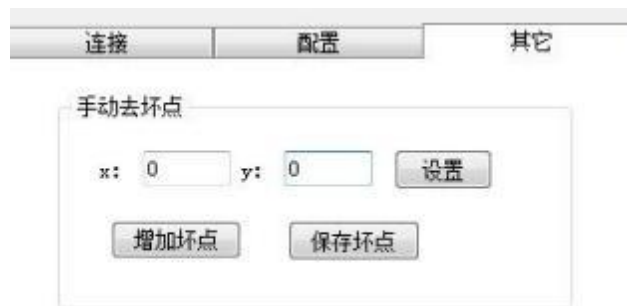 连接 配置 其它
手动去坏点
x: 0 y: 0 设置
增加坏点 保存坏点